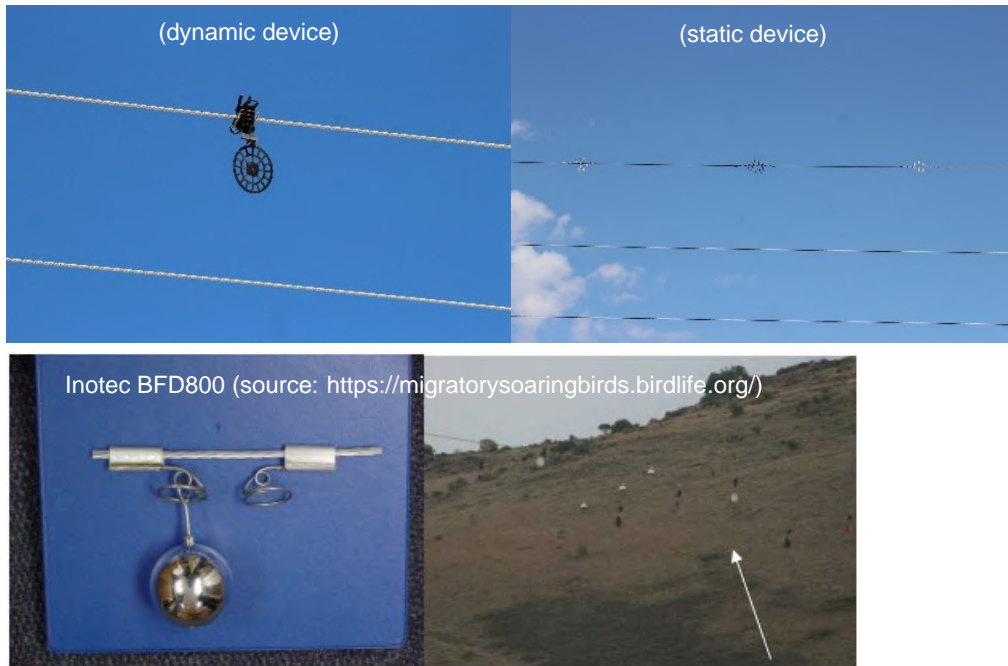 (dynamic device)
(static device)
Inotec BFD800 (source: https://migratorysoaringbirds.birdlife.org/)